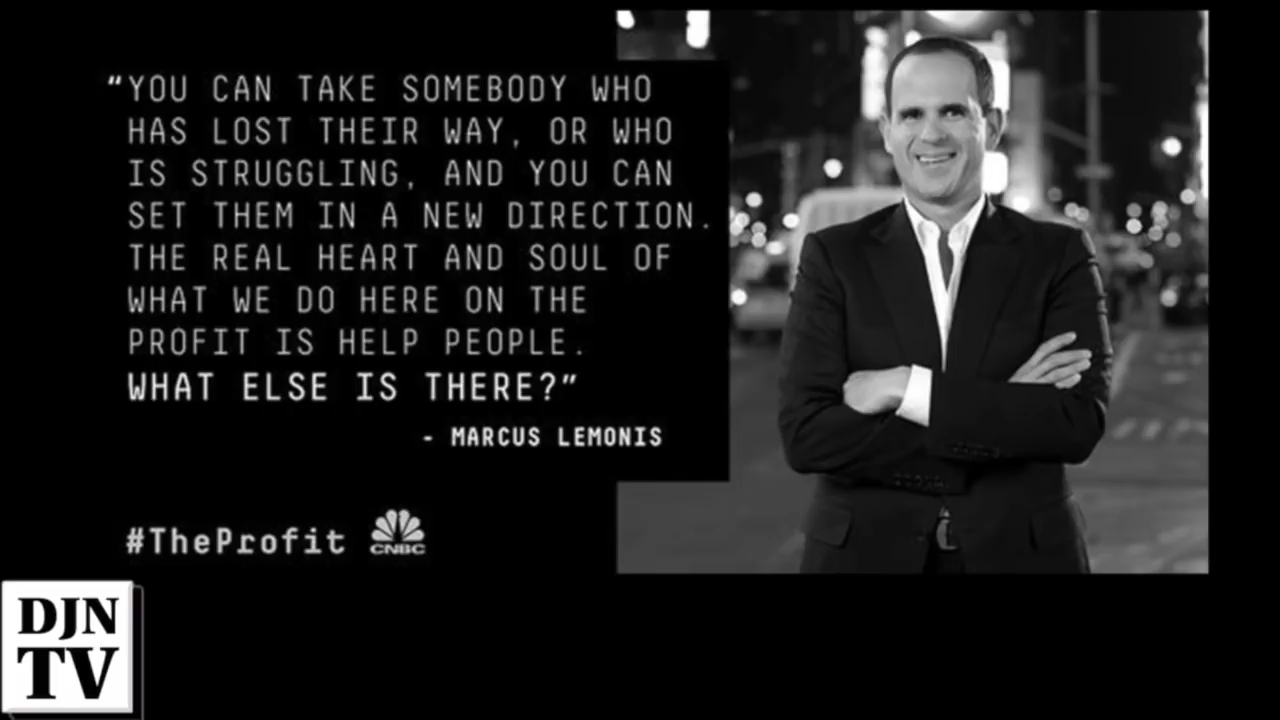 “YOU CAN TAKE SOMEBODY WHO
HAS LOST THEIR WAY, OR WHO
IS STRUGGLING, AND YOU CAN
SET THEM IN A NEW DIRECTION.
THE REAL HEART AND SOUL OF
WHAT WE DO HERE ON THE
PROFIT IS HELP PEOPLE.
WHAT ELSE IS THERE?”
- MARCUS LEMONIS
#TheProfit CNBC
DJN
TV